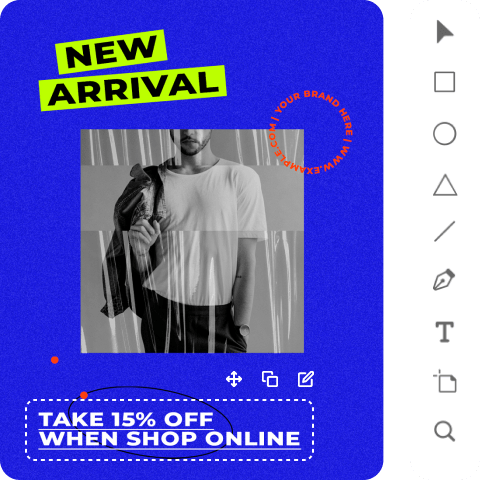 NEW
ARRIVAL
YOUR BRAND HERE | WWW.EXAMPLE.COM |
TAKE 15% OFF
WHEN SHOP ONLINE
T